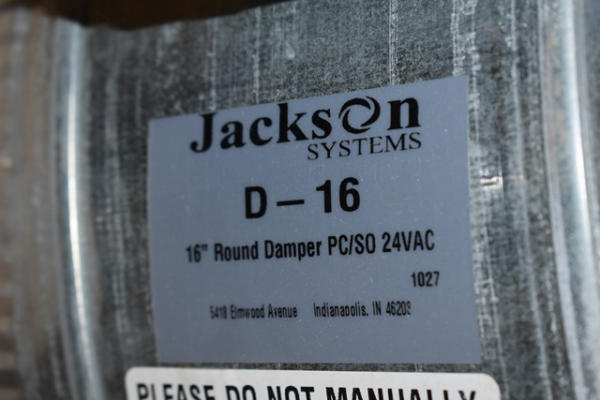 Jackson
SYSTEMS
D-16
16" Round Damper PC/SO 24VAC
1027
5418 Elmwood Avenue Indianapolis, IN 46203
PLEASE DO NOT MANUALLY